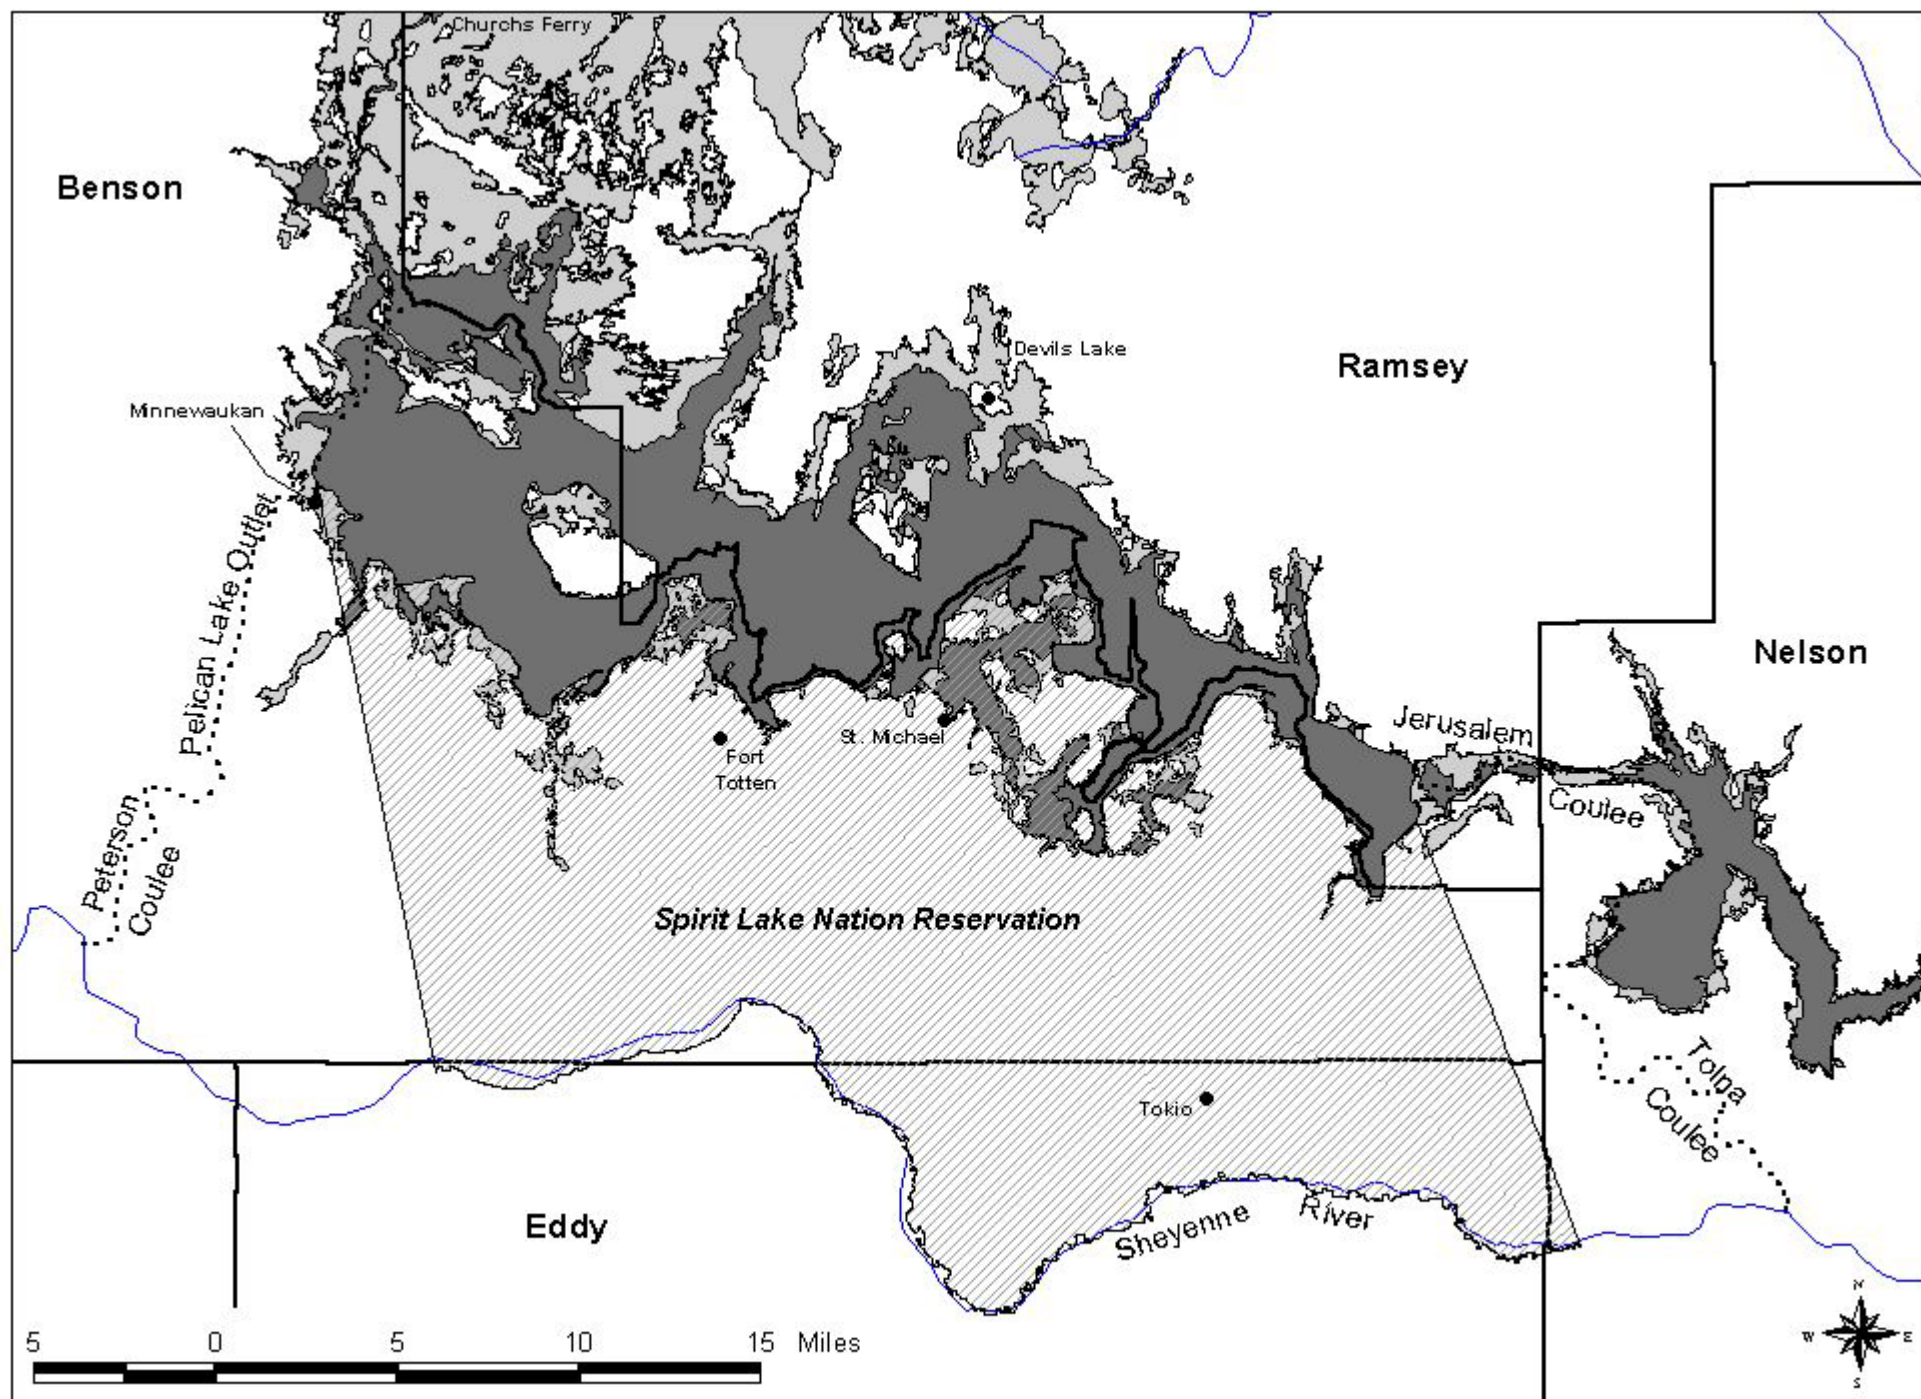 Churchs Ferry
Benson
Devils Lake
Ramsey
Minnewaukan
Pelican Lake Outlet
Nelson
Jerusalem
Coulee
St. Michael
Fort
Totten
Peterson
Coulee
Spirit Lake Nation Reservation
Tolna
Coulee
Tokio
Eddy
Sheyenne River
N
W E
S
5 0 5 10 15 Miles